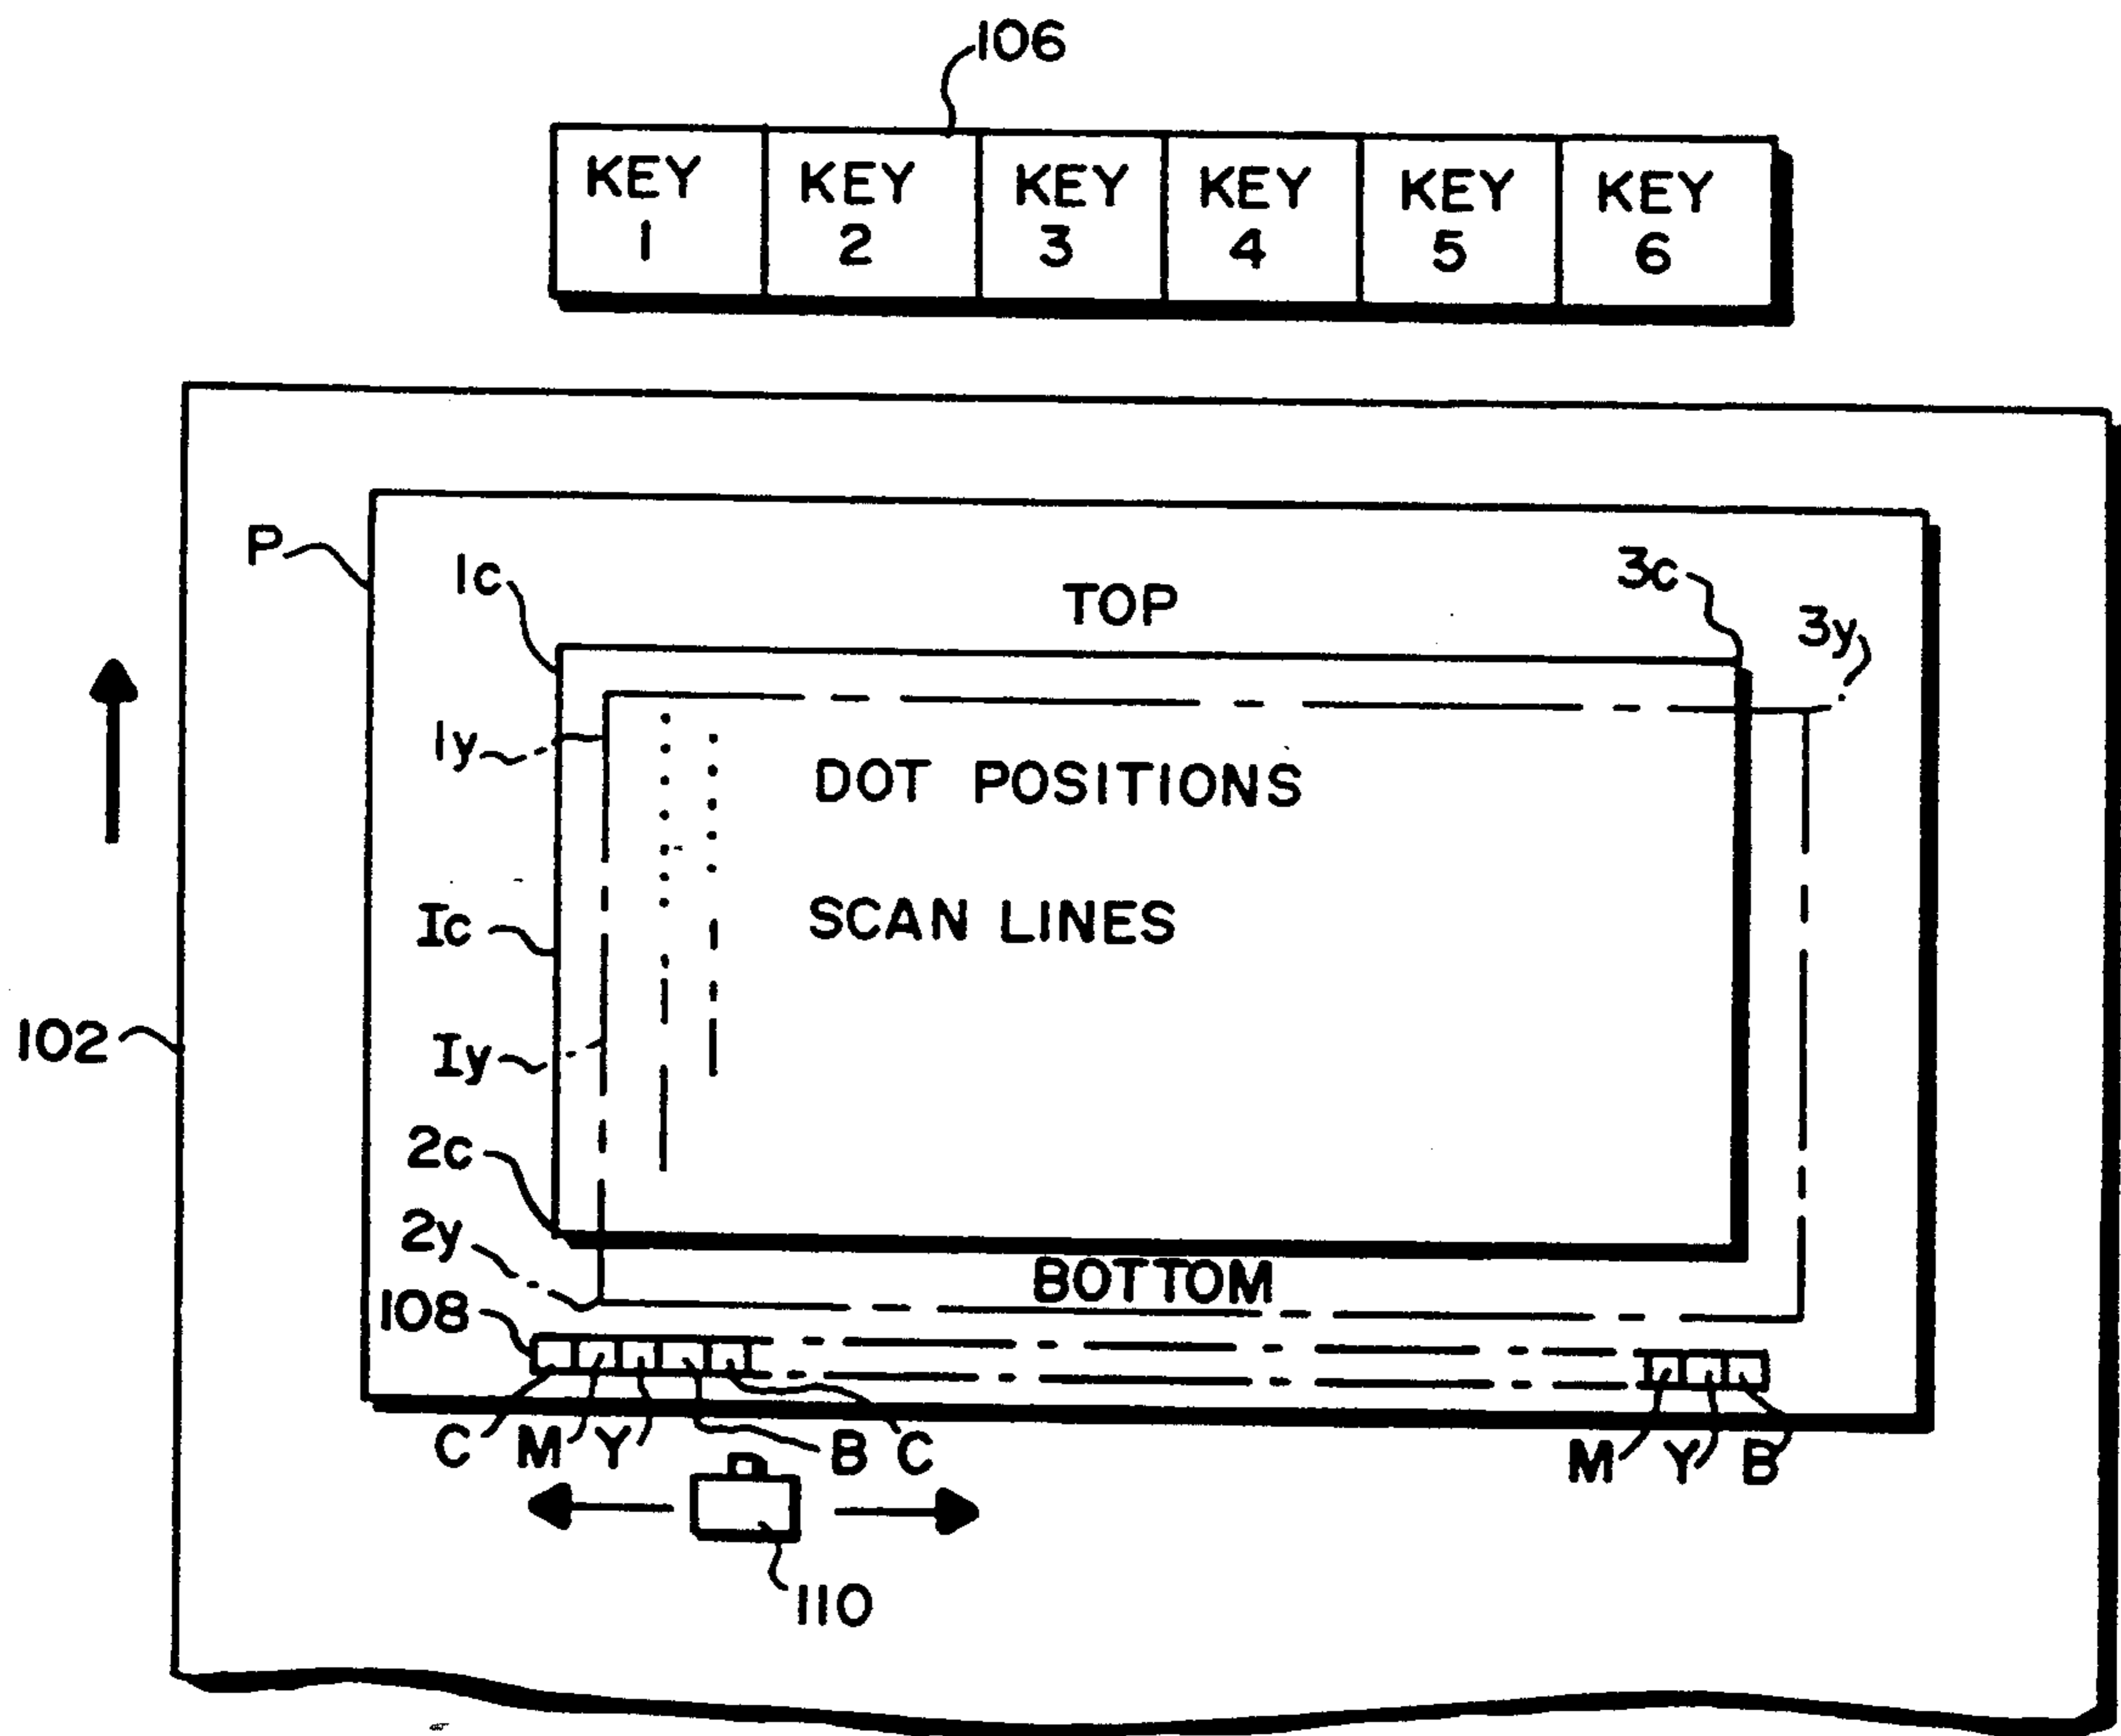 106
KEY 1
KEY 2
KEY 3
KEY 4
KEY 5
KEY 6
P
1c
TOP
3c
3y
1y
DOT POSITIONS
Ic
SCAN LINES
102
Iy
2c
2y
BOTTOM
108
C M Y B C
M Y B
110